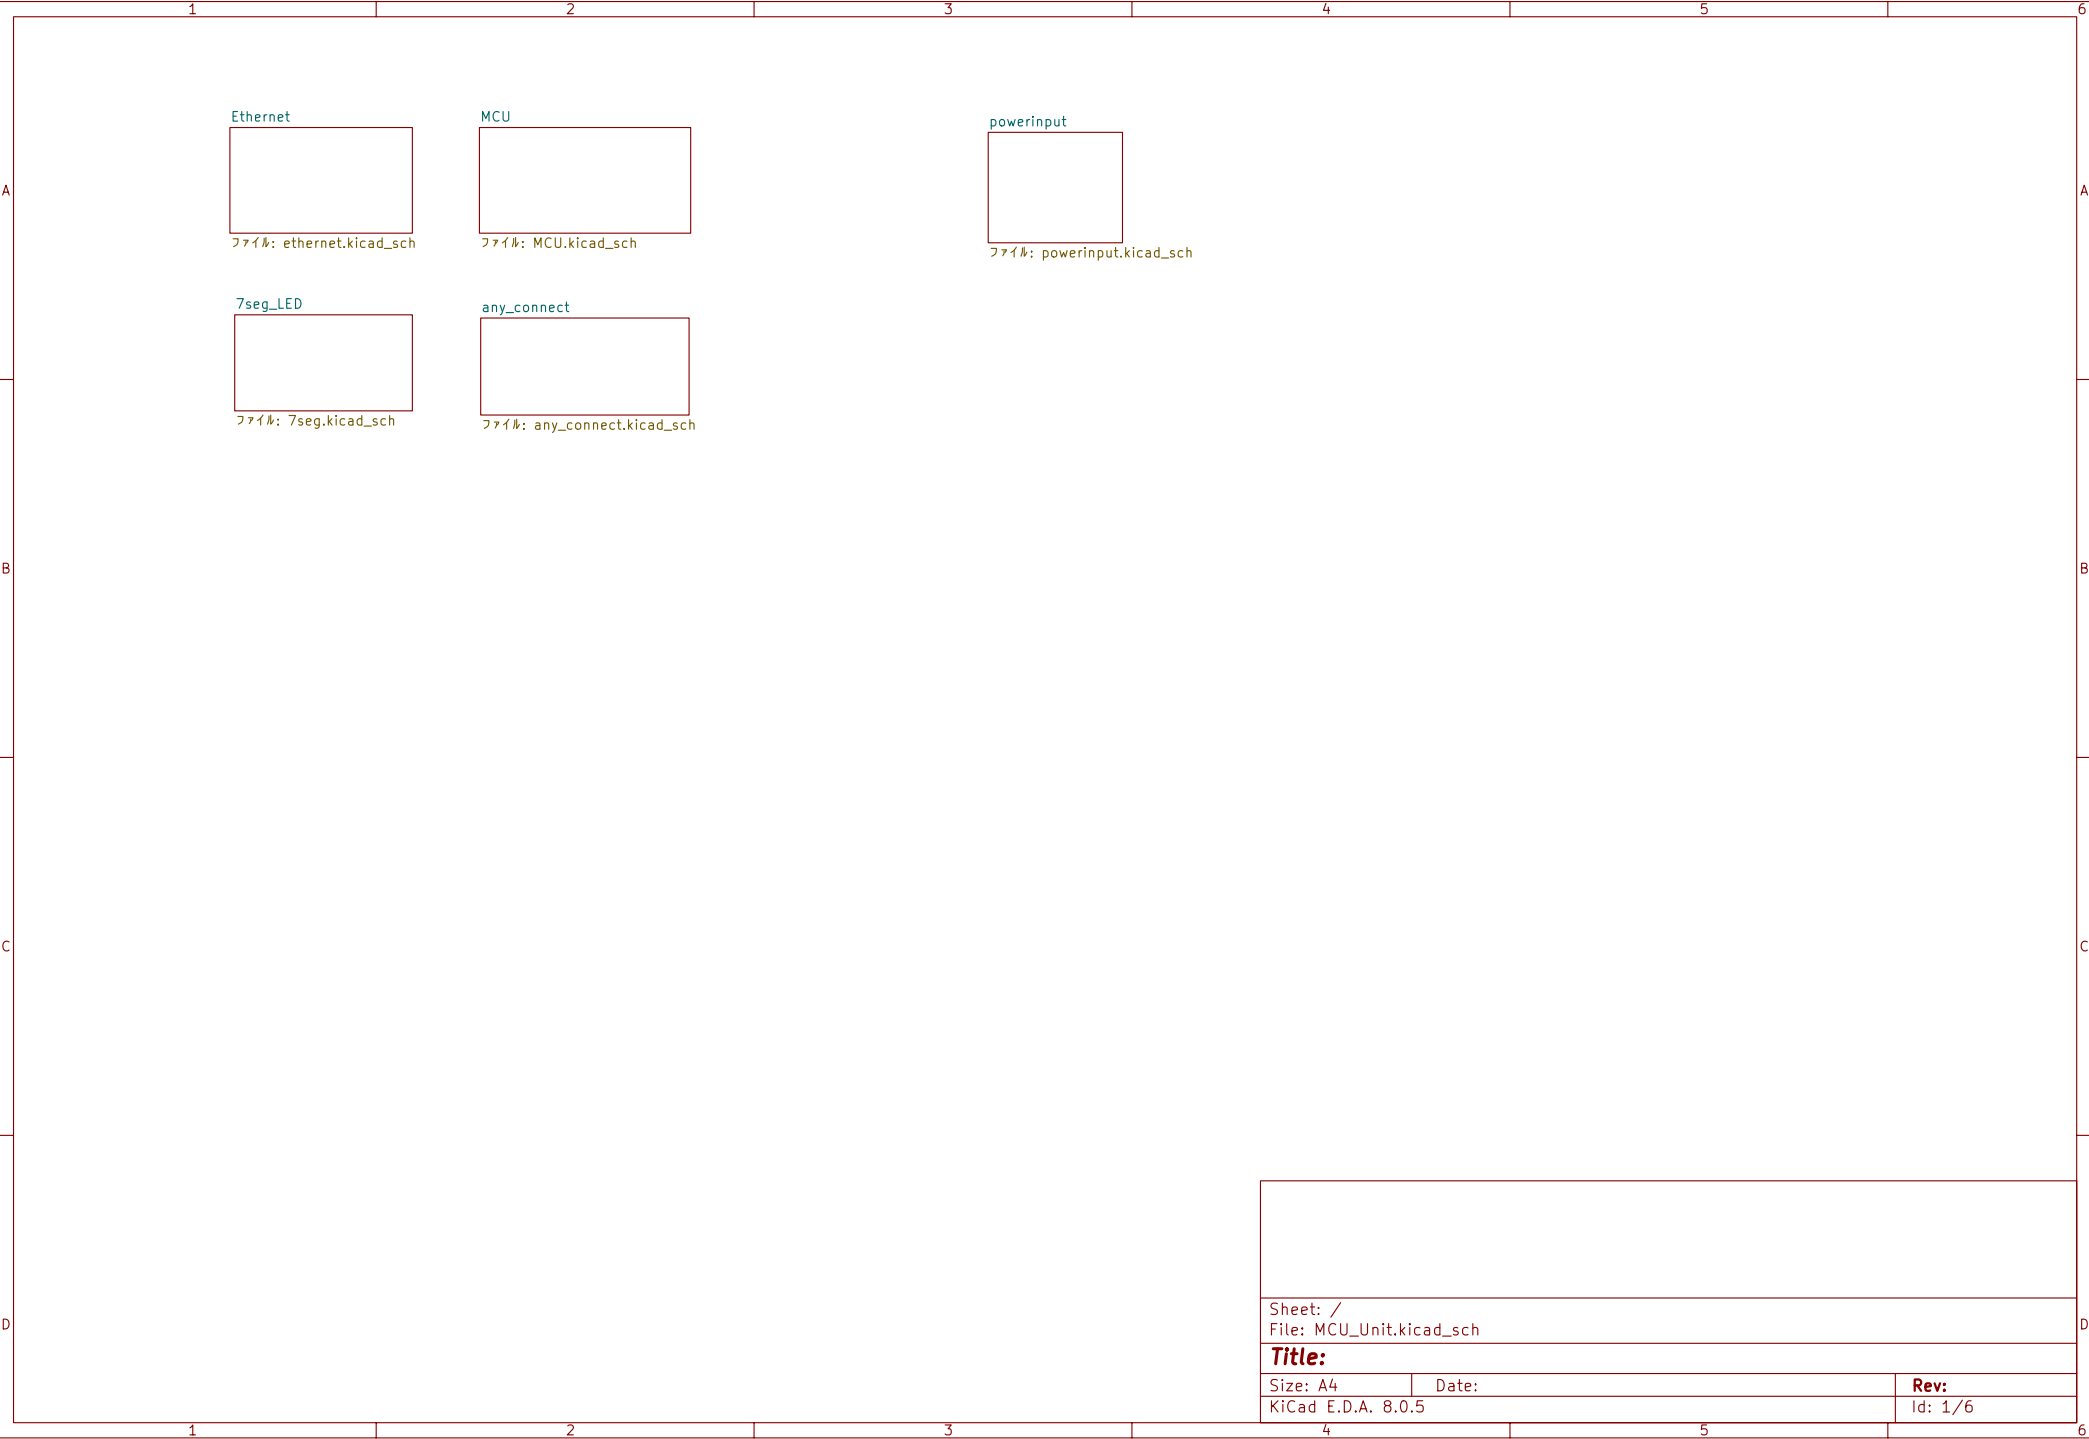 1 2 3 4 5 6
Ethernet
MCU
powerinput
A A
ファイル: ethernet.kicad_sch
ファイル: MCU.kicad_sch
ファイル: powerinput.kicad_sch
7seg_LED
any_connect
ファイル: 7seg.kicad_sch
ファイル: any_connect.kicad_sch
B B
C C
Sheet: /
D D
File: MCU_Unit.kicad_sch
Title:
Size: A4 Date: Rev:
KiCad E.D.A. 8.0.5 Id: 1/6
1 2 3 4 5 6